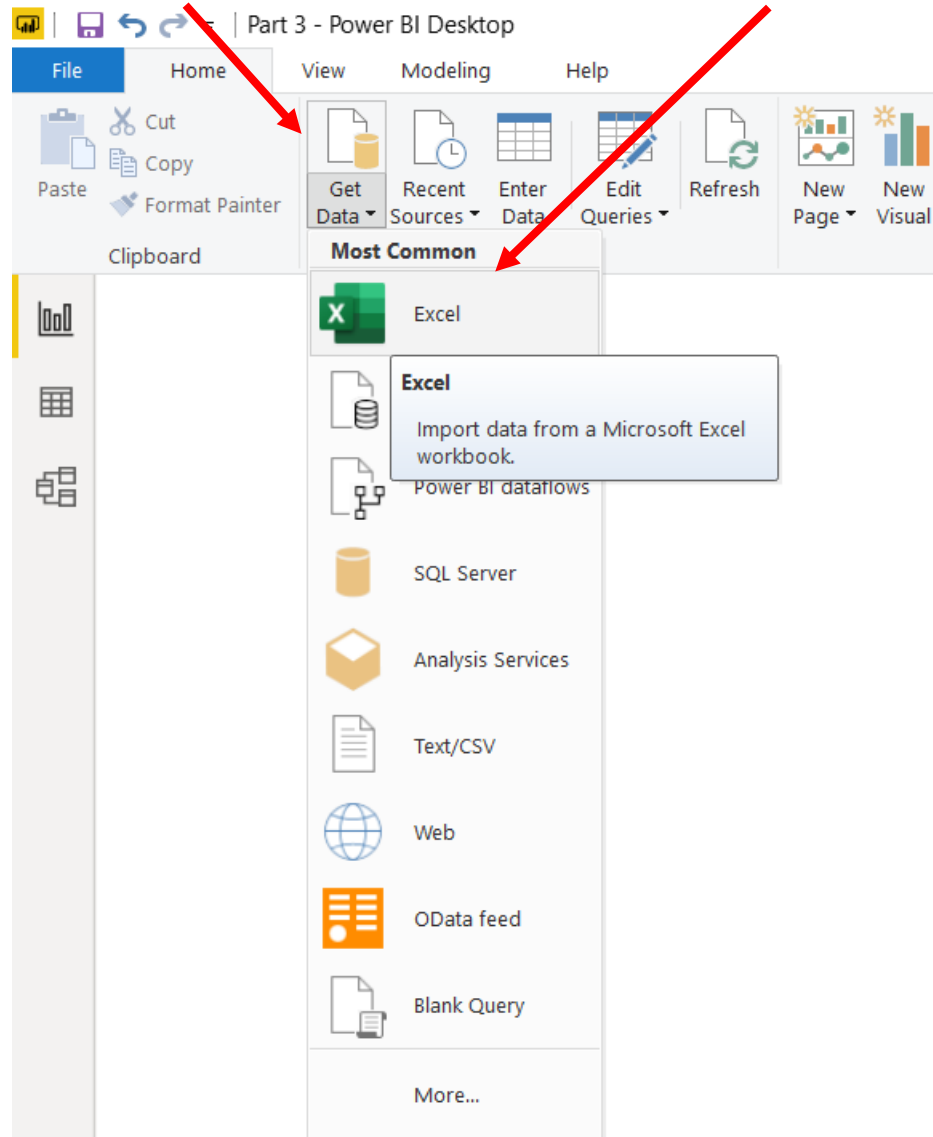 Part 3 - Power BI Desktop
File Home View Modeling Help
Paste
Cut
Copy
Format Painter
Clipboard
Get Data
Recent Sources
Enter Data
Edit Queries
Refresh
New Page
New Visual
Most Common
Excel
Excel
Import data from a Microsoft Excel
workbook.
Power BI dataflows
SQL Server
Analysis Services
Text/CSV
Web
OData feed
Blank Query
More...